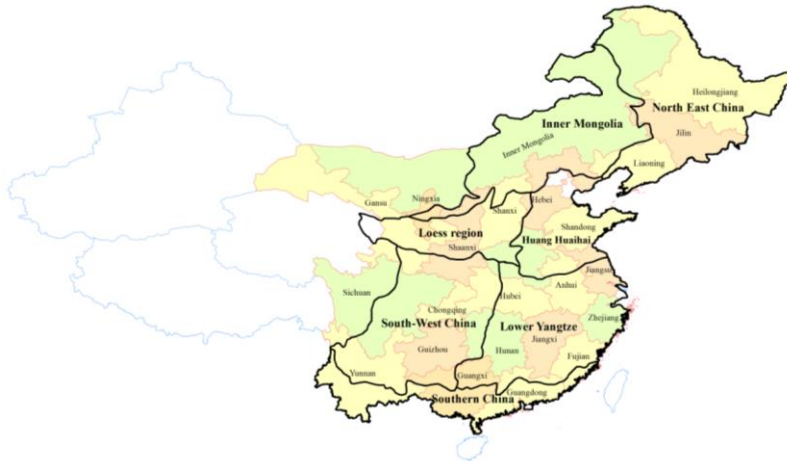 Heilongjiang
North East China
Inner Mongolia
Jilin
Inner Mongolia
Liaoning
Gansu
Ningxia
Hebei
Shanxi
Shandong
Loess region
Huang Huaihai
Shaanxi
Jiangsu
Anhui
Sichuan
Hubei
Chongqing
Zhejiang
South-West China
Lower Yangtze
Jiangxi
Guizhou
Hunan
Fujian
Yunnan
Guangxi
Guangdong
Southern China